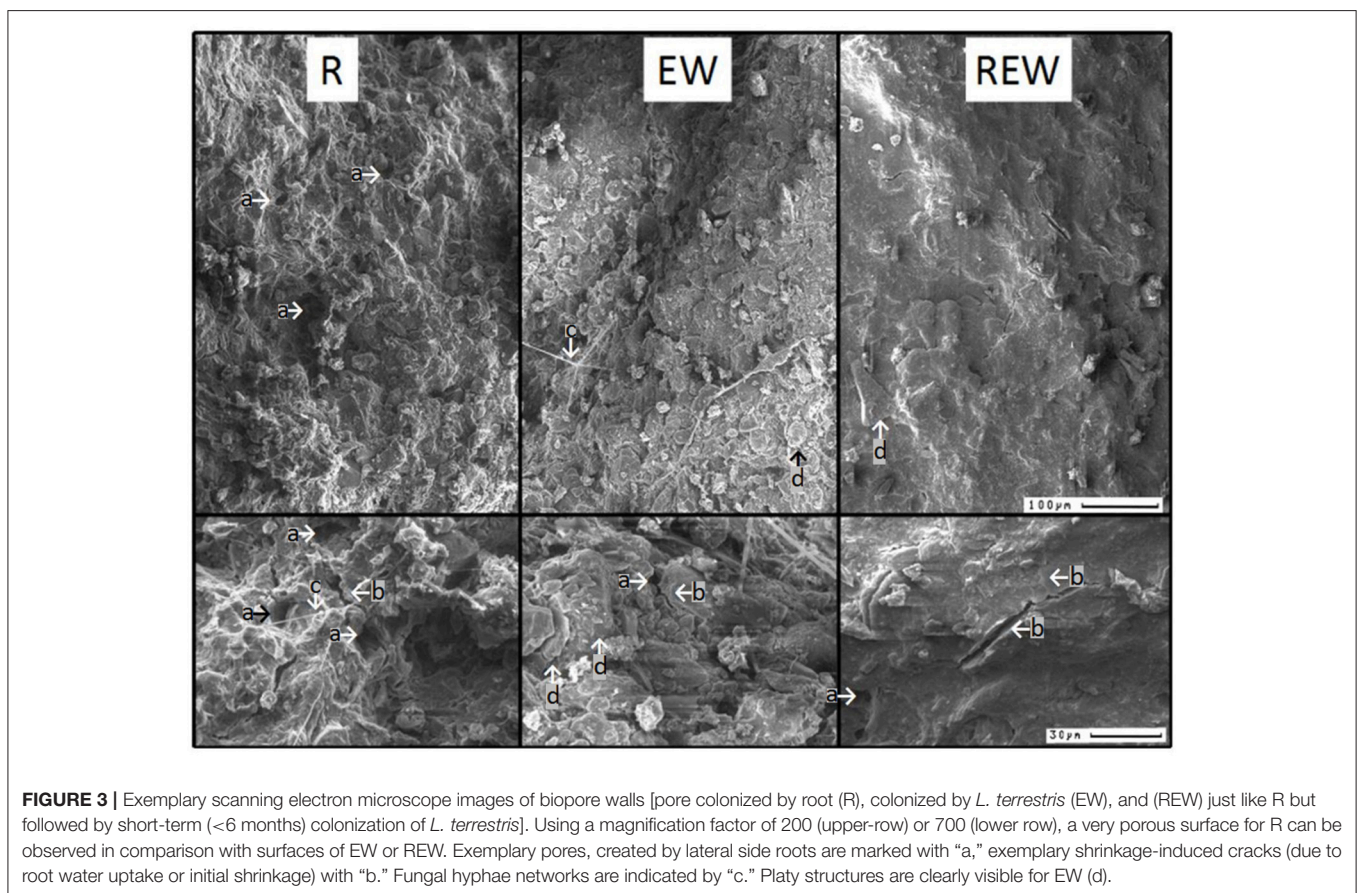 R
EW
REW
a
a
a
c
d
d
100µm
a
c
b
a
a
a
b
d
d
b
b
a
30µm
FIGURE 3 | Exemplary scanning electron microscope images of biopore walls [pore colonized by root (R), colonized by L. terrestris (EW), and (REW) just like R but
followed by short-term (<6 months) colonization of L. terrestris]. Using a magnification factor of 200 (upper-row) or 700 (lower row), a very porous surface for R can be
observed in comparison with surfaces of EW or REW. Exemplary pores, created by lateral side roots are marked with “a,” exemplary shrinkage-induced cracks (due to
root water uptake or initial shrinkage) with “b.” Fungal hyphae networks are indicated by “c.” Platy structures are clearly visible for EW (d).